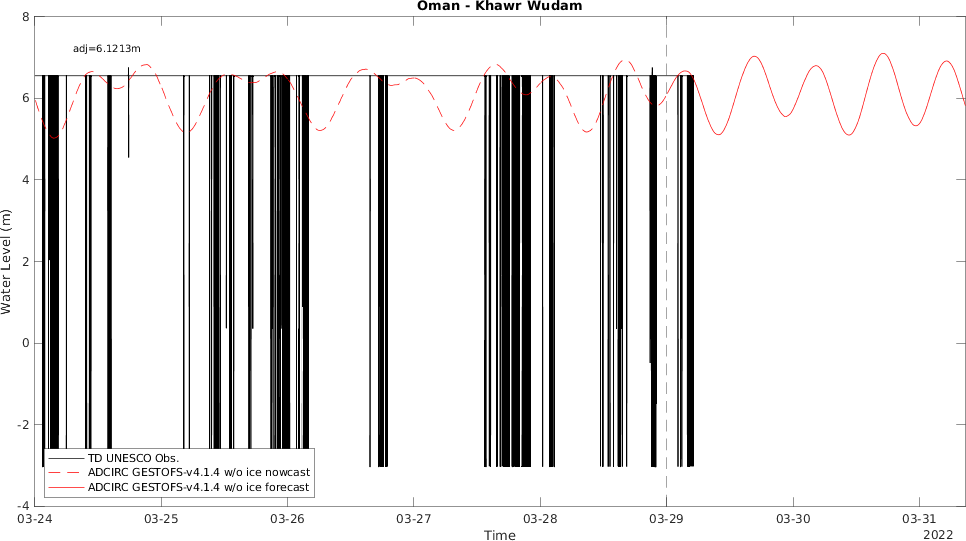 Oman - Khawr Wudam
8
adj=6.1213m
6
4
2
0
-2
-4
Water Level (m)
TD UNESCO Obs.
ADCIRC GESTOFS-v4.1.4 w/o ice nowcast
ADCIRC GESTOFS-v4.1.4 w/o ice forecast
03-24 03-25 03-26 03-27 03-28 03-29 03-30 03-31
Time
2022